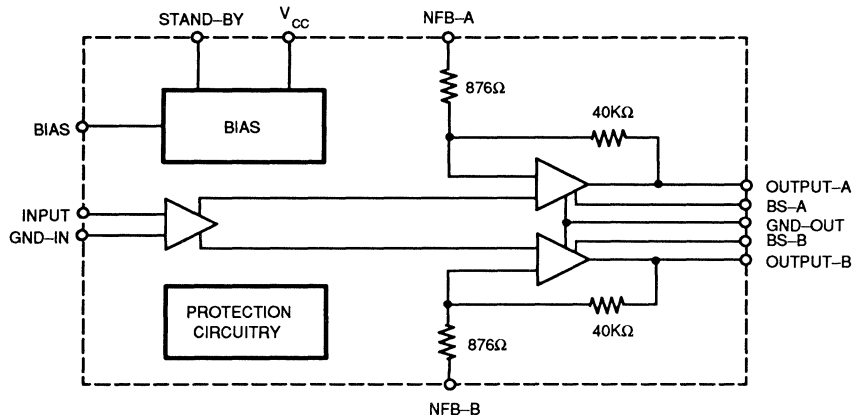 STAND–BY
VCC
NFB–A
876Ω
40KΩ
BIAS
BIAS
OUTPUT–A
BS–A
INPUT
GND–OUT
GND–IN
BS–B
OUTPUT–B
PROTECTION
CIRCUITRY
40KΩ
876Ω
NFB–B